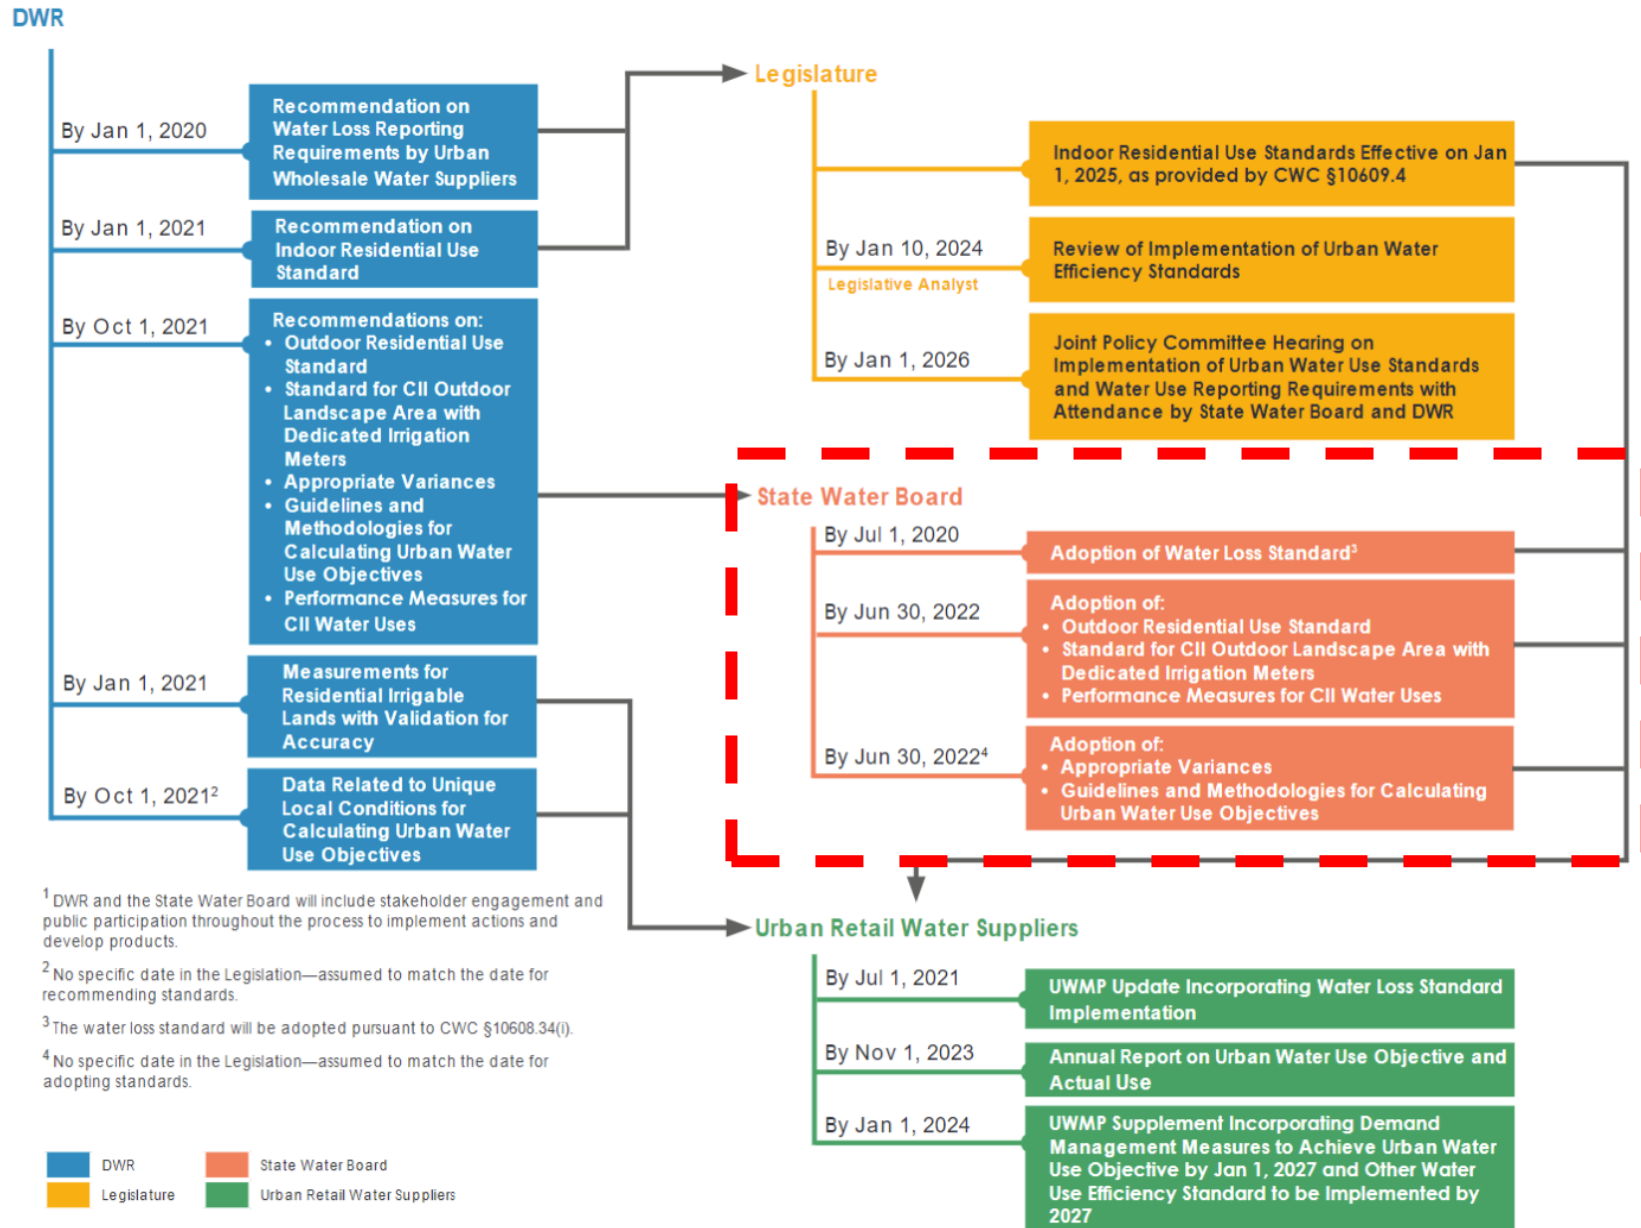 DWR
By Jan 1, 2020
Recommendation on
Water Loss Reporting
Requirements by Urban
Wholesale Water Suppliers
By Jan 1, 2021
Recommendation on
Indoor Residential Use
Standard
By Oct 1, 2021
Recommendations on:
• Outdoor Residential Use
Standard
• Standard for CII Outdoor
Landscape Area with
Dedicated Irrigation
Meters
• Appropriate Variances
• Guidelines and
Methodologies for
Calculating Urban Water
Use Objectives
• Performance Measures for
CII Water Uses
By Jan 1, 2021
Measurements for
Residential Irrigable
Lands with Validation for
Accuracy
By Oct 1, 2021²
Data Related to Unique
Local Conditions for
Calculating Urban Water
Use Objectives
Legislature
Indoor Residential Use Standards Effective on Jan
1, 2025, as provided by CWC §10609.4
By Jan 10, 2024
Legislative Analyst
Review of Implementation of Urban Water
Efficiency Standards
By Jan 1, 2026
Joint Policy Committee Hearing on
Implementation of Urban Water Use Standards
and Water Use Reporting Requirements with
Attendance by State Water Board and DWR
State Water Board
By Jul 1, 2020
Adoption of Water Loss Standard³
By Jun 30, 2022
Adoption of:
• Outdoor Residential Use Standard
• Standard for CII Outdoor Landscape Area with
Dedicated Irrigation Meters
• Performance Measures for CII Water Uses
By Jun 30, 2022⁴
Adoption of:
• Appropriate Variances
• Guidelines and Methodologies for Calculating
Urban Water Use Objectives
Urban Retail Water Suppliers
By Jul 1, 2021
UWMP Update Incorporating Water Loss Standard
Implementation
By Nov 1, 2023
Annual Report on Urban Water Use Objective and
Actual Use
By Jan 1, 2024
UWMP Supplement Incorporating Demand
Management Measures to Achieve Urban Water
Use Objective by Jan 1, 2027 and Other Water
Use Efficiency Standard to be Implemented by
2027
¹ DWR and the State Water Board will include stakeholder engagement and
public participation throughout the process to implement actions and
develop products.
² No specific date in the Legislation—assumed to match the date for
recommending standards.
³ The water loss standard will be adopted pursuant to CWC §10608.34(i).
⁴ No specific date in the Legislation—assumed to match the date for
adopting standards.
DWR
State Water Board
Legislature
Urban Retail Water Suppliers